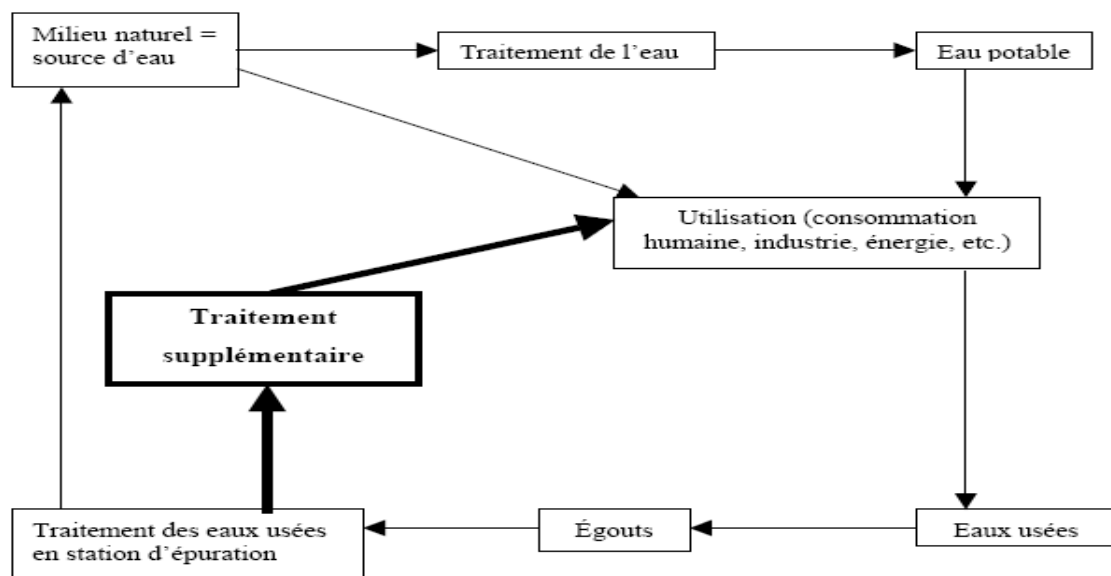 Milieu naturel =
source d’eau
Traitement de l’eau
Eau potable
Utilisation (consommation
humaine, industrie, énergie, etc.)
Traitement
supplémentaire
Traitement des eaux usées
en station d’épuration
Égouts
Eaux usées